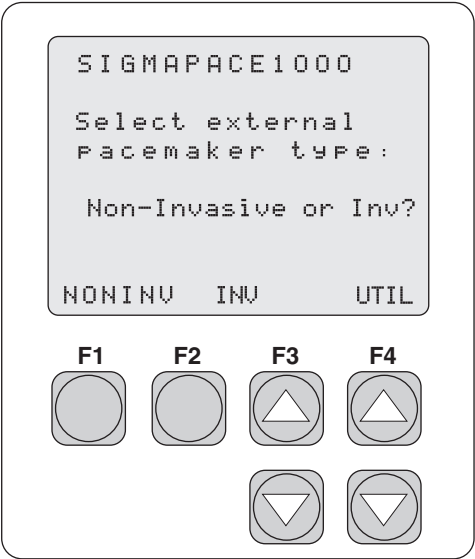 SIGMAPACE1000
Select external
pacemaker type:
Non-Invasive or Inv?
NONINV INV UTIL
F1 F2 F3 F4